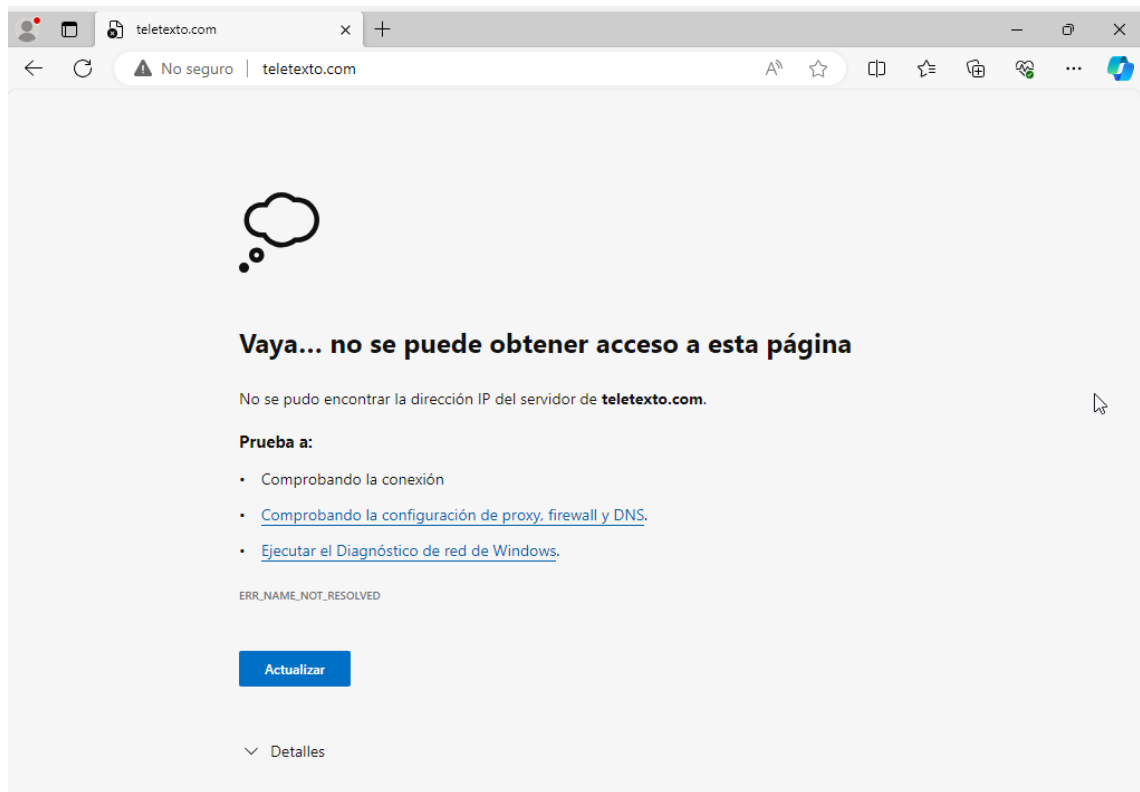 teletexto.com
No seguro | teletexto.com
Vaya… no se puede obtener acceso a esta página
No se pudo encontrar la dirección IP del servidor de teletexto.com.
Prueba a:
• Comprobando la conexión
• Comprobando la configuración de proxy, firewall y DNS.
• Ejecutar el Diagnóstico de red de Windows.
ERR_NAME_NOT_RESOLVED
Actualizar
Detalles